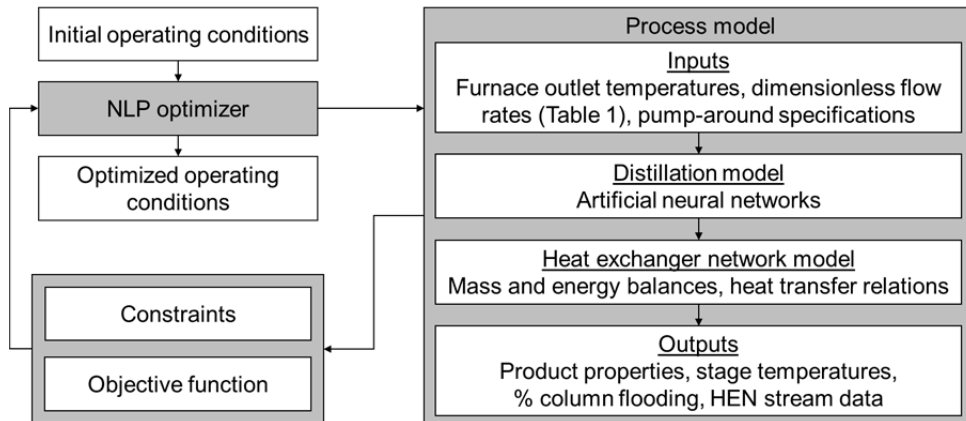 Initial operating conditions
NLP optimizer
Optimized operating
conditions
Constraints
Objective function
Process model
Inputs
Furnace outlet temperatures, dimensionless flow
rates (Table 1), pump-around specifications
Distillation model
Artificial neural networks
Heat exchanger network model
Mass and energy balances, heat transfer relations
Outputs
Product properties, stage temperatures,
% column flooding, HEN stream data